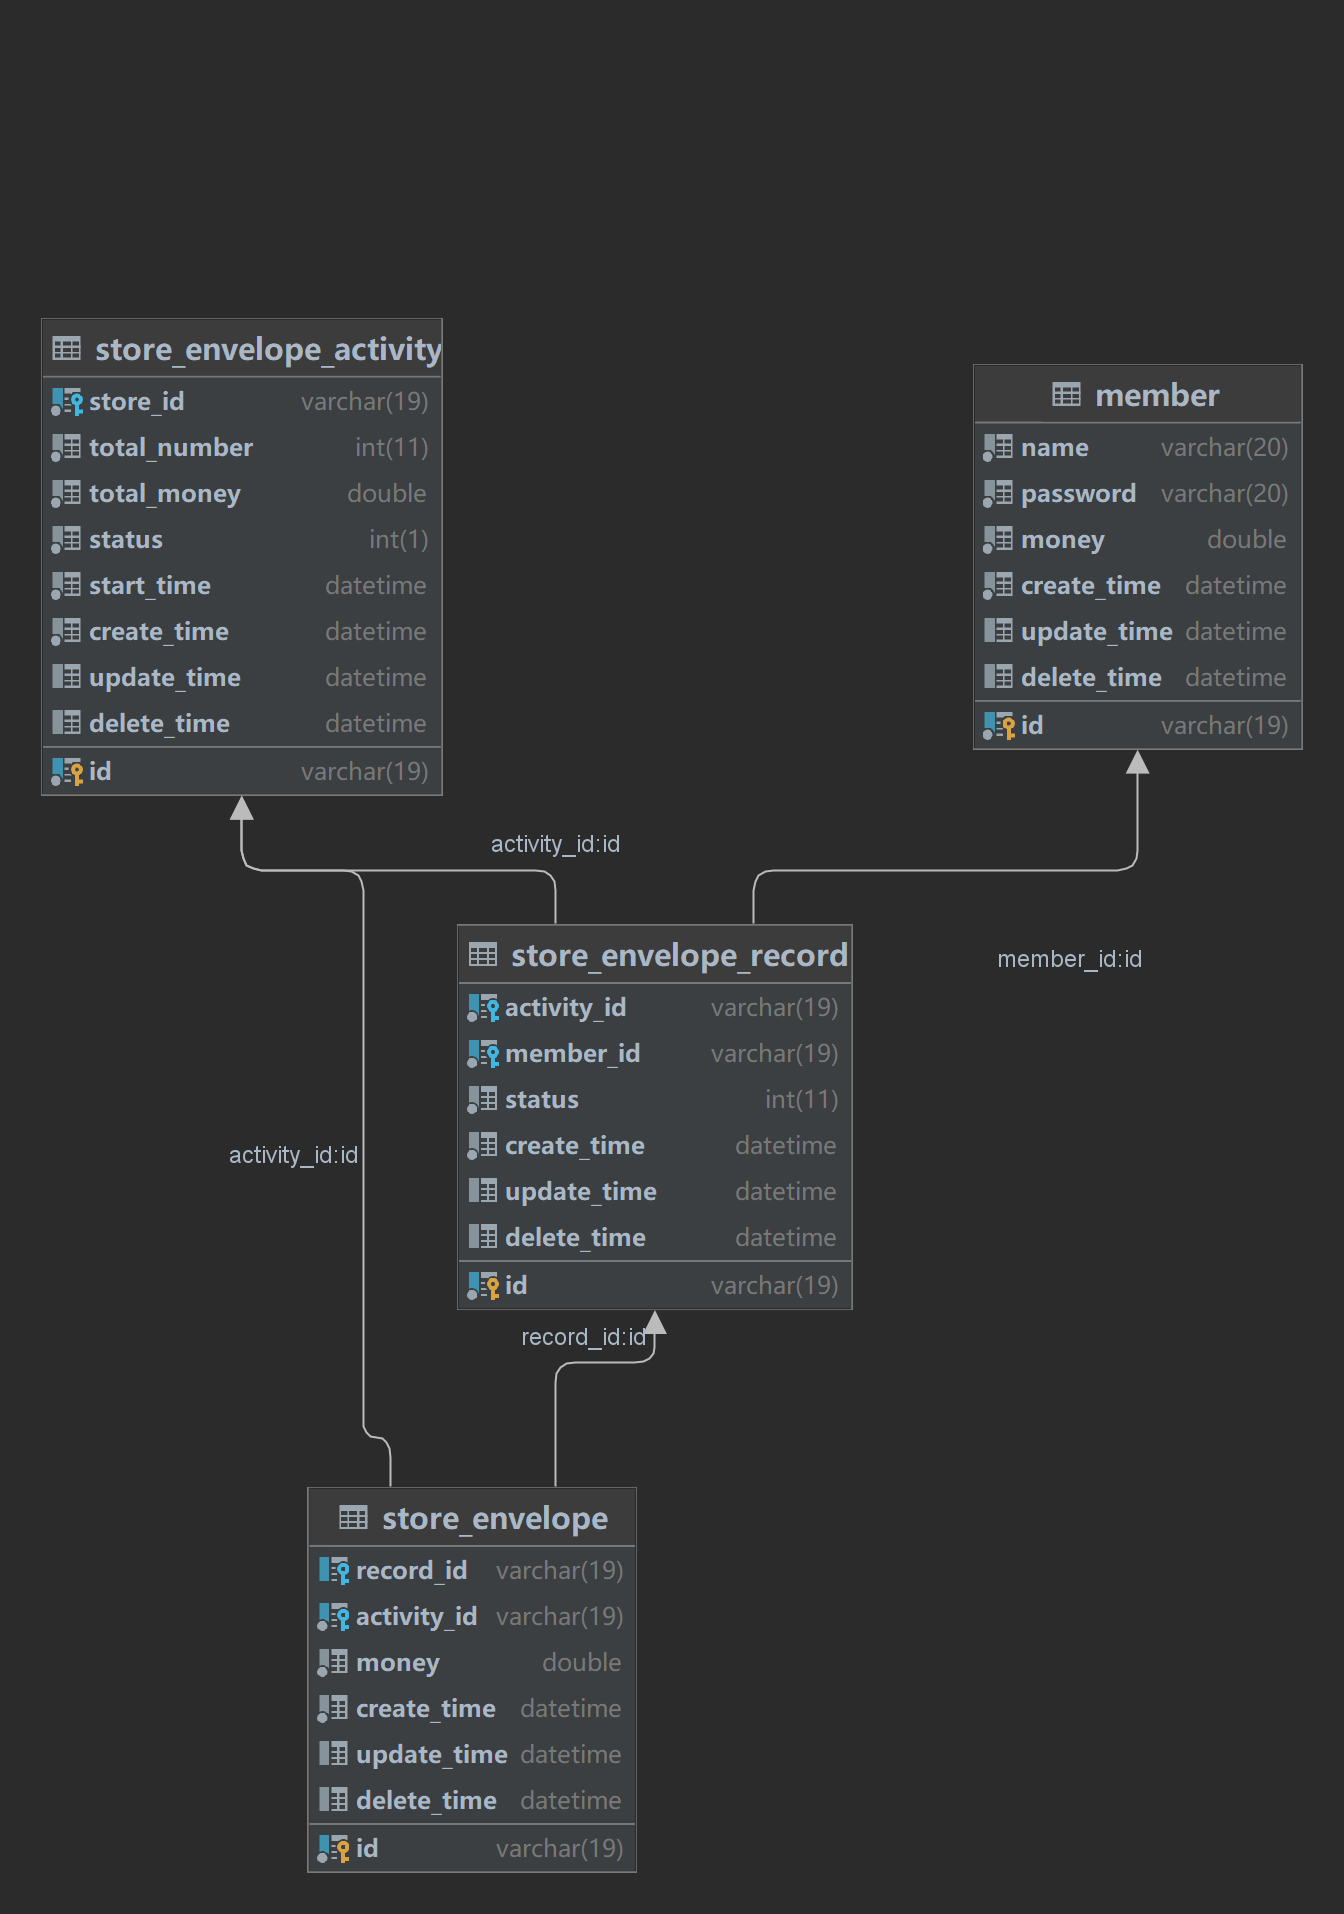 store_envelope_activity
store_id varchar(19)
total_number int(11)
total_money double
status int(1)
start_time datetime
create_time datetime
update_time datetime
delete_time datetime
id varchar(19)
member
name varchar(20)
password varchar(20)
money double
create_time datetime
update_time datetime
delete_time datetime
id varchar(19)
activity_id:id
member_id:id
store_envelope_record
activity_id varchar(19)
member_id varchar(19)
status int(11)
create_time datetime
update_time datetime
delete_time datetime
id varchar(19)
activity_id:id
record_id:id
store_envelope
record_id varchar(19)
activity_id varchar(19)
money double
create_time datetime
update_time datetime
delete_time datetime
id varchar(19)